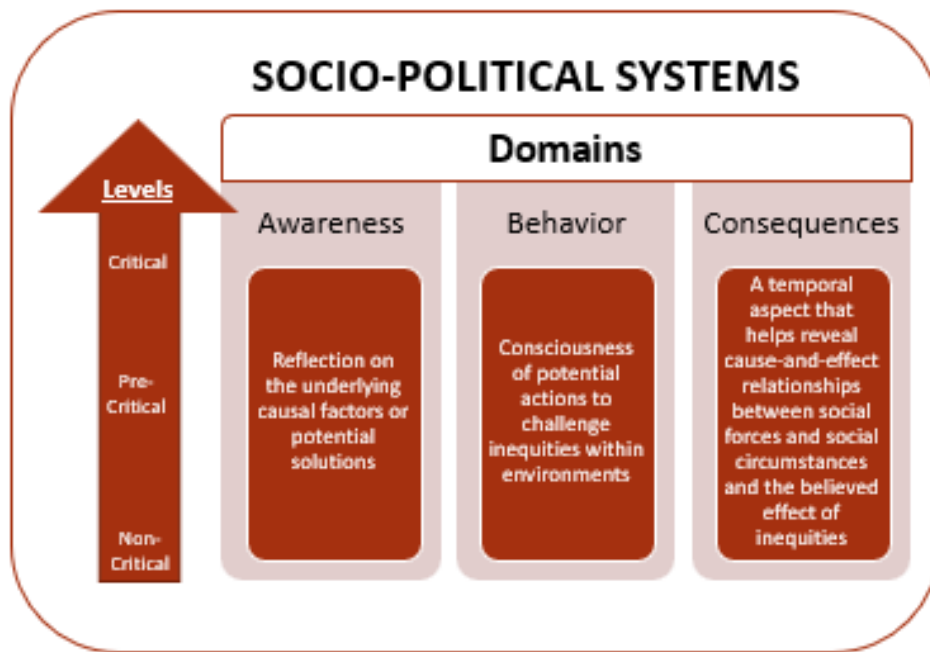 SOCIO-POLITICAL SYSTEMS
Domains
Levels
Critical
Pre-
Critical
Non-
Critical
Awareness
Reflection on
the underlying
causal factors or
potential
solutions
Behavior
Consciousness
of potential
actions to
challenge
inequities within
environments
Consequences
A temporal
aspect that
helps reveal
cause-and-effect
relationships
between social
forces and social
circumstances
and the believed
effect of
inequities